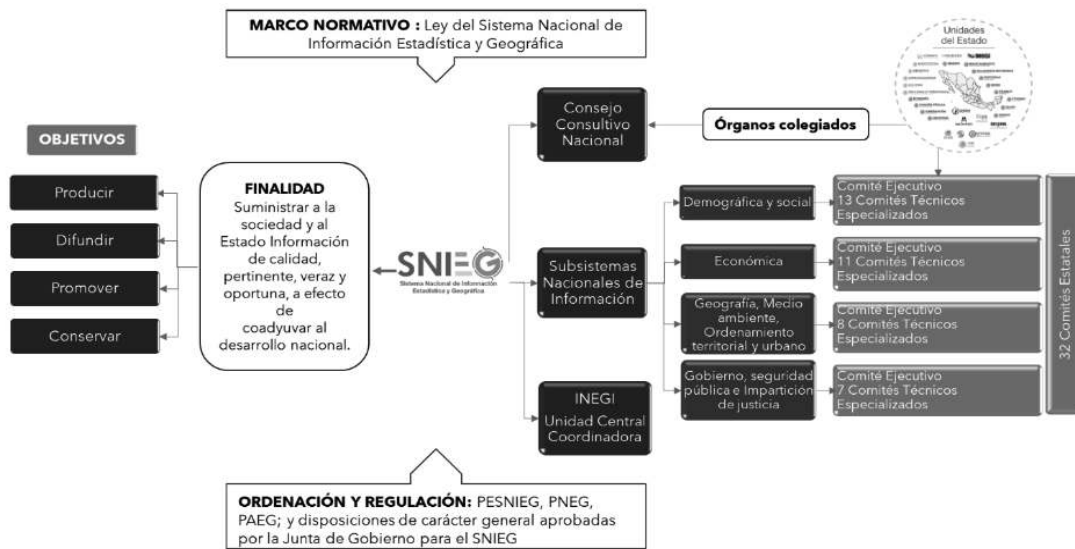 MARCO NORMATIVO : Ley del Sistema Nacional de
Información Estadística y Geográfica
Unidades
del Estado
OBJETIVOS
Producir
Difundir
Promover
Conservar
FINALIDAD
Suministrar a la
sociedad y al
Estado Información
de calidad,
pertinente, veraz y
oportuna, a efecto
de
coadyuvar al
desarrollo nacional.
SNIEG
Sistema Nacional de Información
Estadística y Geográfica
Consejo
Consultivo
Nacional
Órganos colegiados
Subsistemas
Nacionales de
Información
Demográfica y social
Comité Ejecutivo
13 Comités Técnicos
Especializados
Económica
Comité Ejecutivo
11 Comités Técnicos
Especializados
Geografía, Medio
ambiente,
Ordenamiento
territorial y urbano
Comité Ejecutivo
8 Comités Técnicos
Especializados
Gobierno, seguridad
pública e Impartición
de justicia
Comité Ejecutivo
7 Comités Técnicos
Especializados
32 Comités Estatales
INEGI
Unidad Central
Coordinadora
ORDENACIÓN Y REGULACIÓN: PESNIEG, PNEG,
PAEG; y disposiciones de carácter general aprobadas
por la Junta de Gobierno para el SNIEG